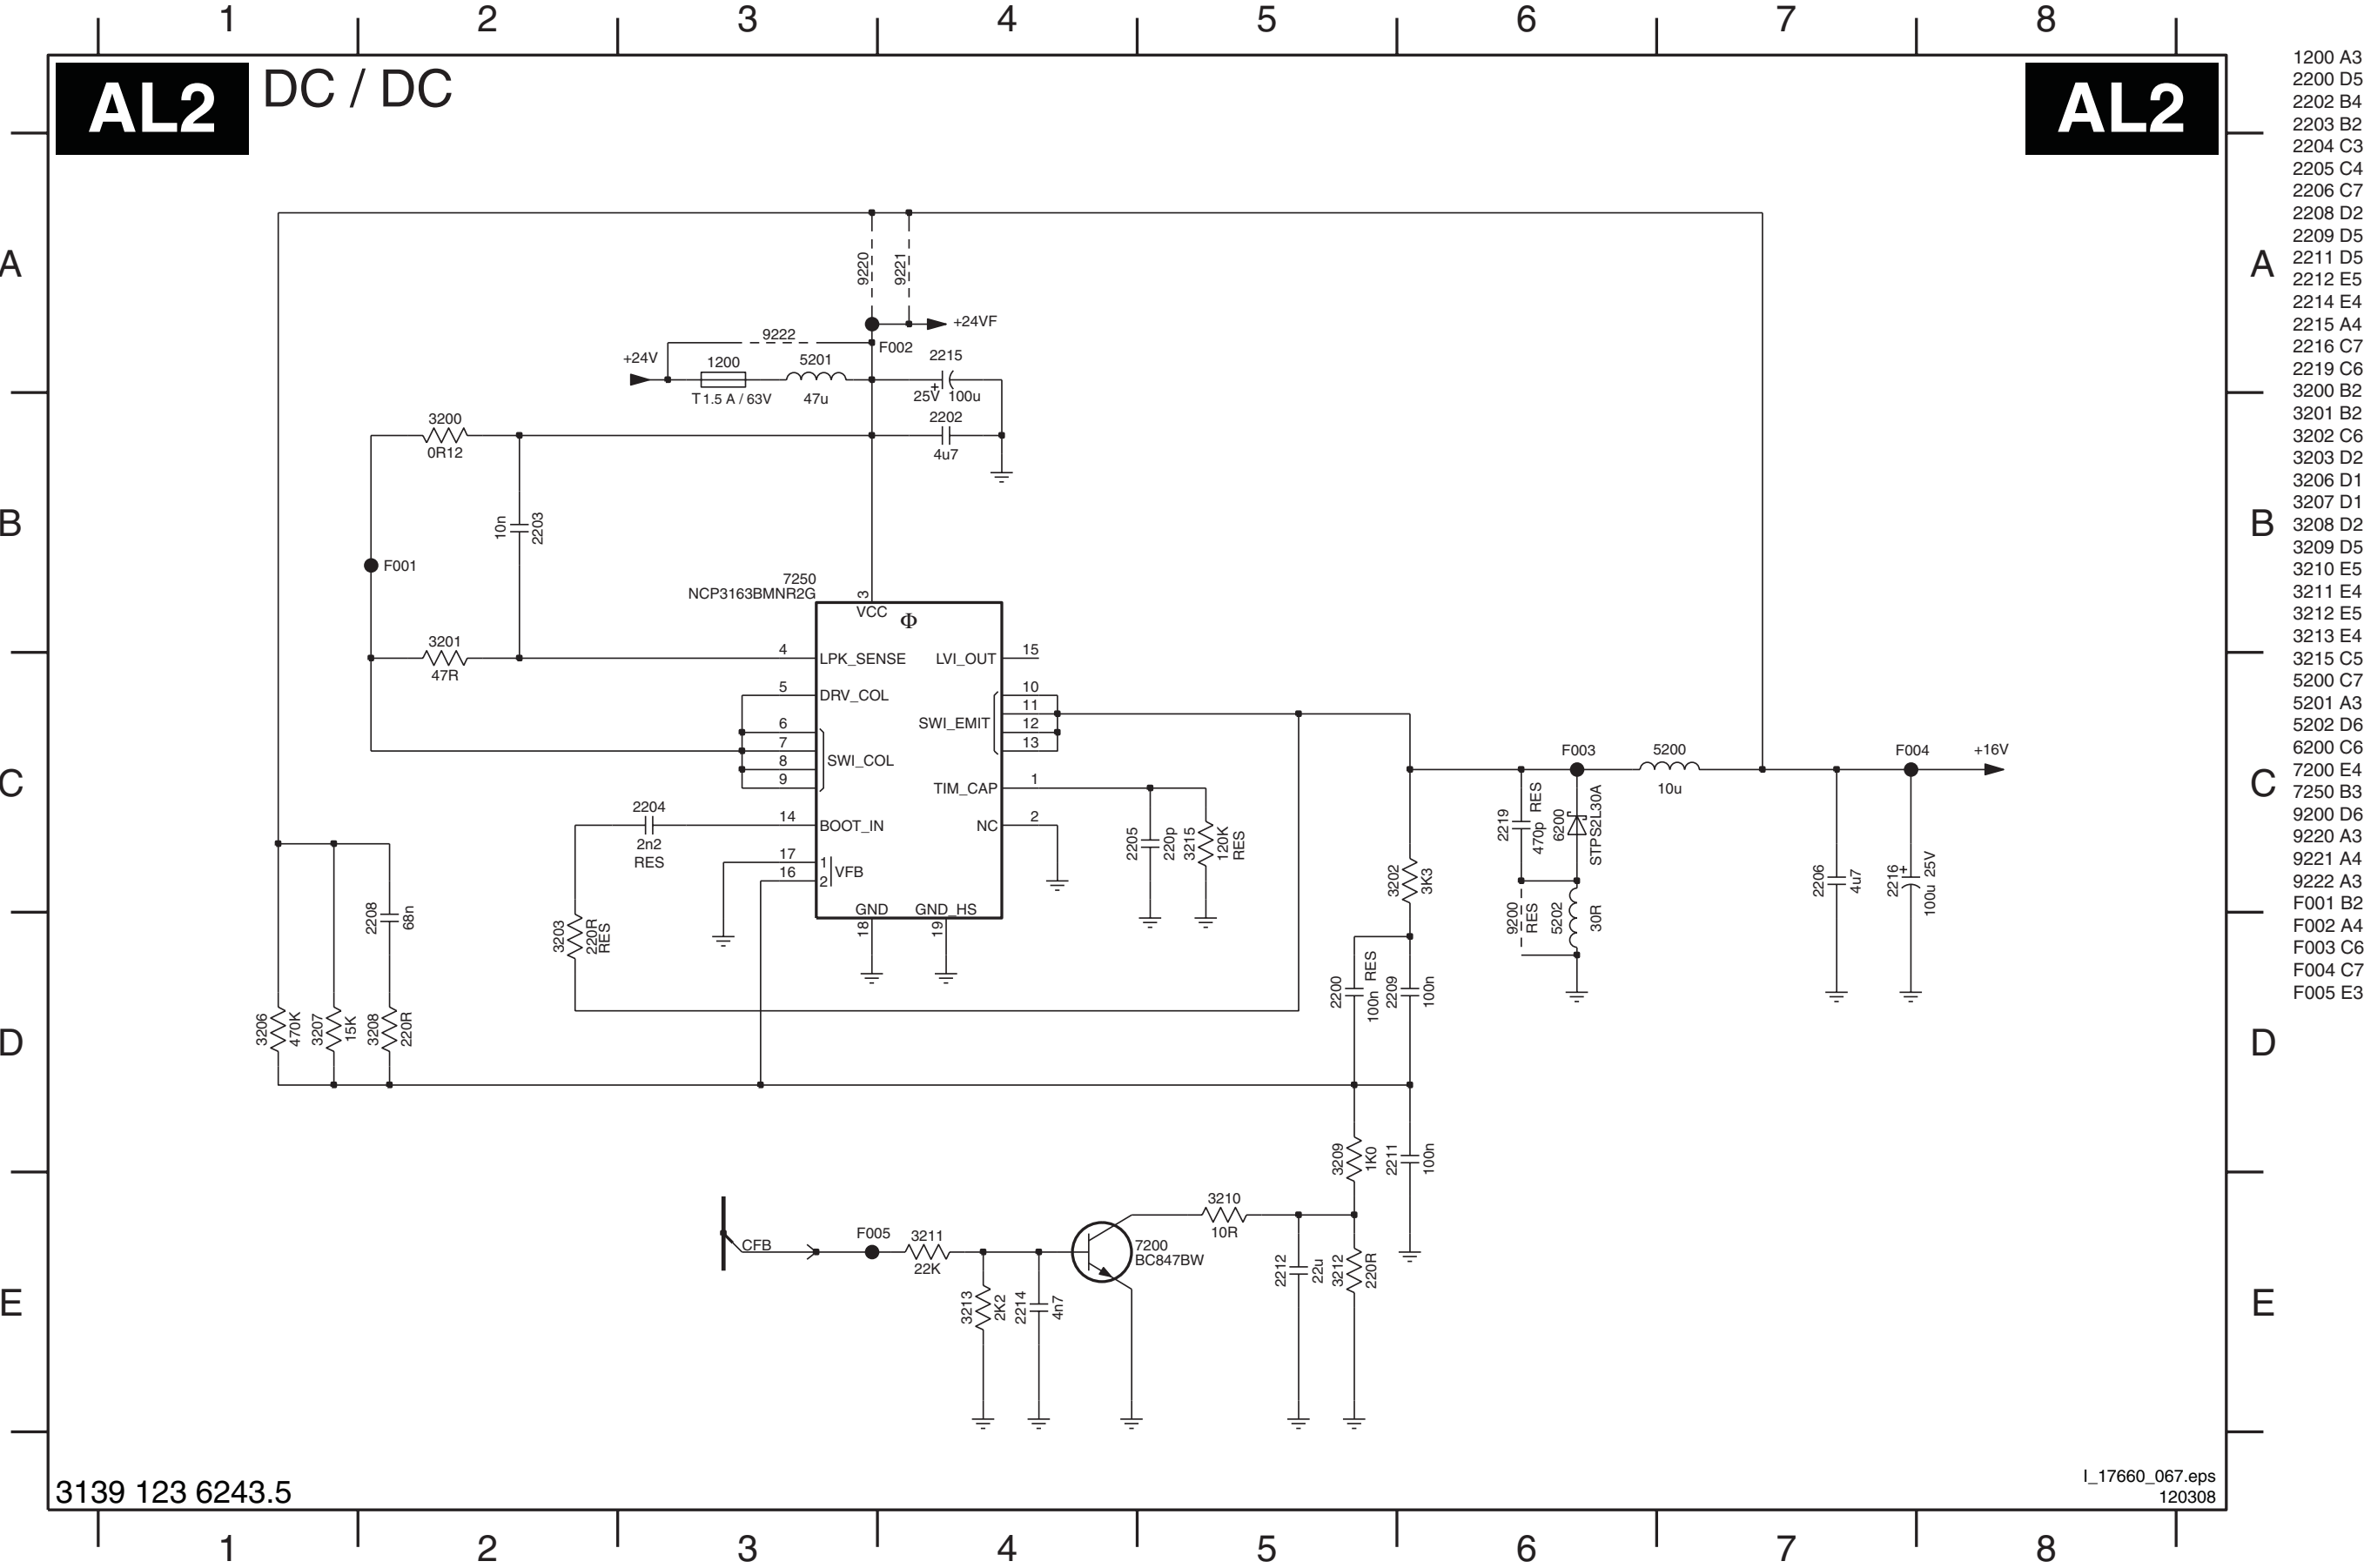 1 2 3 4 5 6 7 8
AL2 DC / DC AL2
A A
B B
C C
D D
E E
9220
9221
+24VF
9222
F002
+24V
1200
T 1.5 A / 63V
5201
47u
2215
+
25V 100u
2202
4u7
3200
0R12
10n
2203
F001
3201
47R
7250
NCP3163BMNR2G
3
VCC
Φ
4
LPK_SENSE
LVI_OUT
15
5
DRV_COL
10
6
11
SWI_EMIT
7
12
8
SWI_COL
13
9
TIM_CAP
1
14
BOOT_IN
NC
2
17
1
VFB
16
2
GND
GND_HS
18
19
2204
2n2
RES
3203
220R
RES
2205
220p
3215
120K
RES
3202
3K3
2219
470p RES
6200
STPS2L30A
F003
5200
10u
F004
+16V
9200
RES
5202
30R
2206
4u7
2216
+
100u 25V
2208
68n
3206
470K
3207
15K
3208
220R
2200
100n RES
2209
100n
3209
1K0
2211
100n
CFB
F005
3211
22K
7200
BC847BW
3210
10R
3213
2K2
2214
4n7
2212
22u
3212
220R
3139 123 6243.5
I_17660_067.eps
120308
1 2 3 4 5 6 7 8
1200 A3
2200 D5
2202 B4
2203 B2
2204 C3
2205 C4
2206 C7
2208 D2
2209 D5
2211 D5
2212 E5
2214 E4
2215 A4
2216 C7
2219 C6
3200 B2
3201 B2
3202 C6
3203 D2
3206 D1
3207 D1
3208 D2
3209 D5
3210 E5
3211 E4
3212 E5
3213 E4
3215 C5
5200 C7
5201 A3
5202 D6
6200 C6
7200 E4
7250 B3
9200 D6
9220 A3
9221 A4
9222 A3
F001 B2
F002 A4
F003 C6
F004 C7
F005 E3